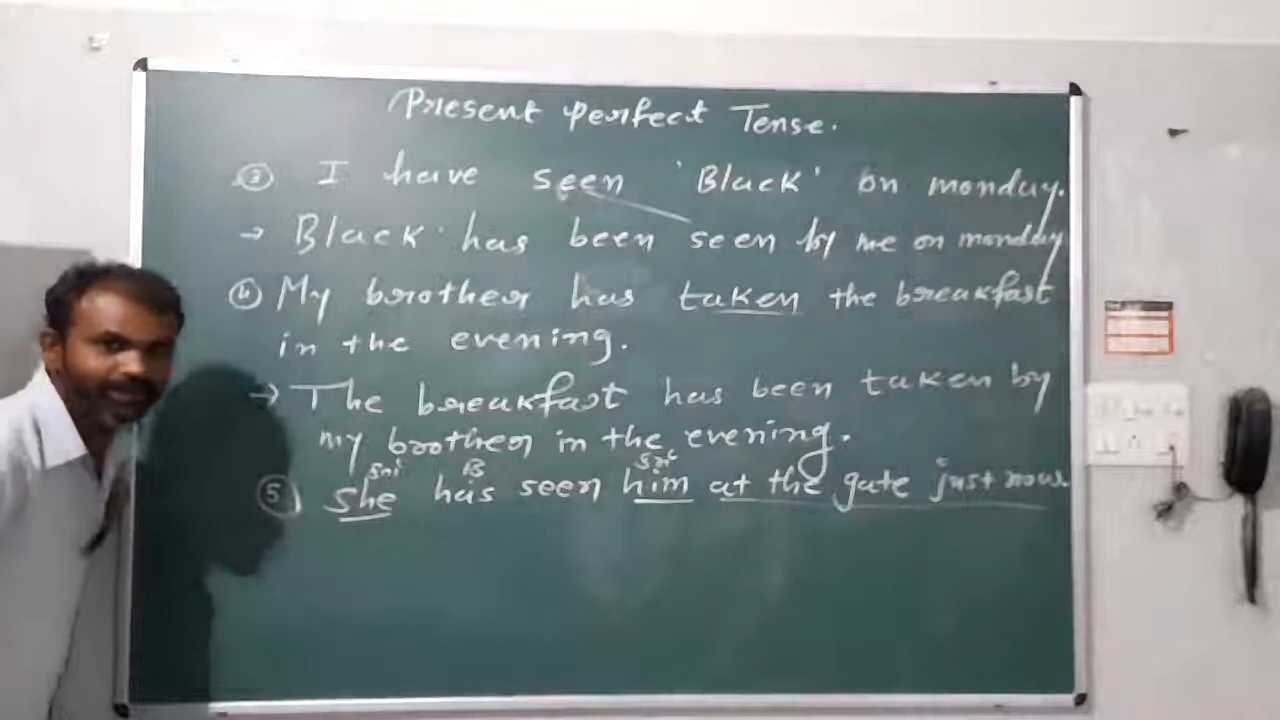 Present perfect Tense.
③ I have seen 'Black' on monday.
→ Black has been seen by me on monday
④ My brother has taken the breakfast
in the evening.
→ The breakfast has been taken by
my brother in the evening.
⑤ She has seen him at the gate just now